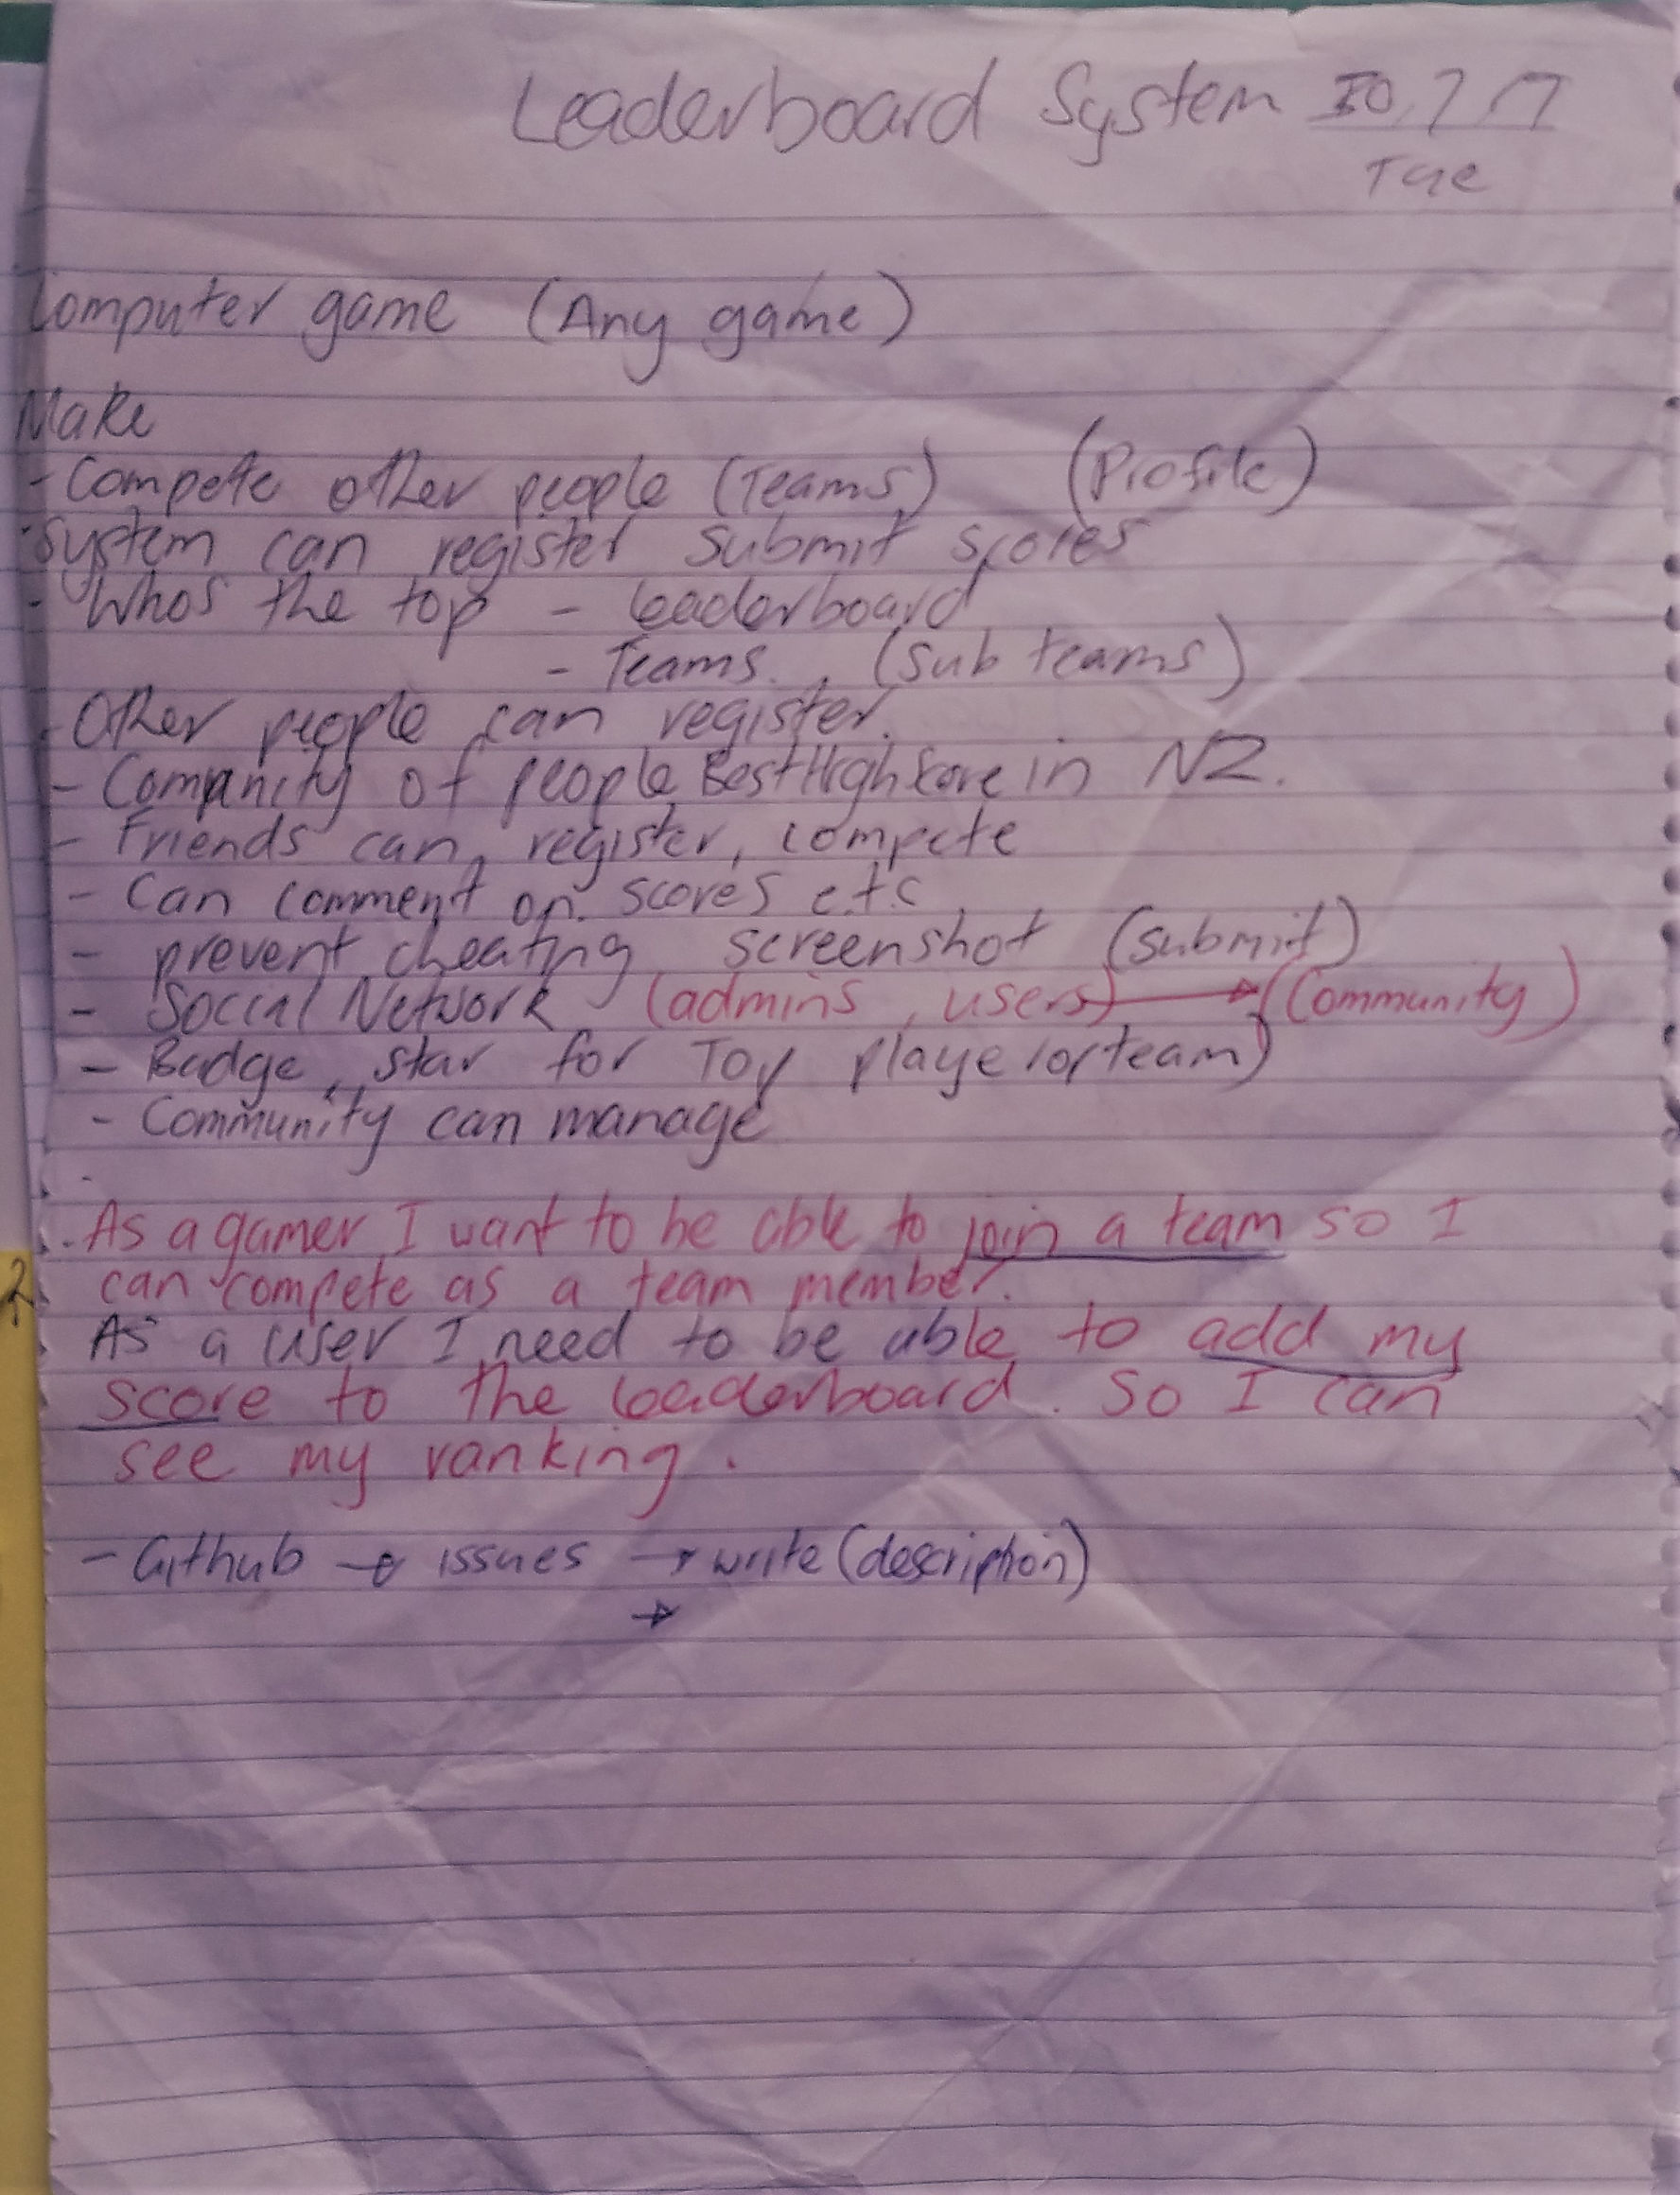 Leaderboard System 10,7,17
Tue
Computer game (Any game)
Make
- Compete other people (Teams) (Profile)
- System can register submit scores
- Whos the top - leaderboard
- Teams. (Sub teams)
- Other people can register.
- Community of people Best High Score in NZ.
- Friends can, register, compete
- Can comment on scores e.t.c
- prevent cheating screenshot (submit)
- Social Network (admins, users) → (Community)
- Badge, star for Top player (or team)
- Community can manage
-
- As a gamer I want to be able to join a team so I
can compete as a team member.
As a user I need to be able to add my
score to the leaderboard. So I can
see my ranking.
- Github → issues → write (description)
→
2